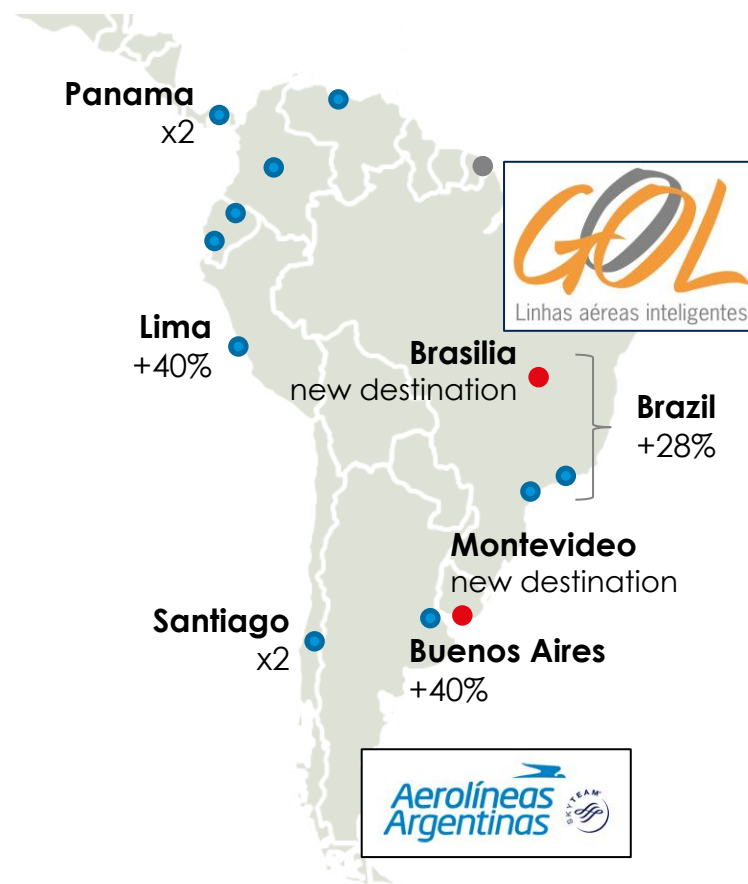 Panama
x2
GOL
Linhas aéreas inteligentes
Lima
+40%
Brasilia
new destination
Brazil
+28%
Montevideo
new destination
Santiago
x2
Buenos Aires
+40%
Aerolíneas
Argentinas
SKYTEAM